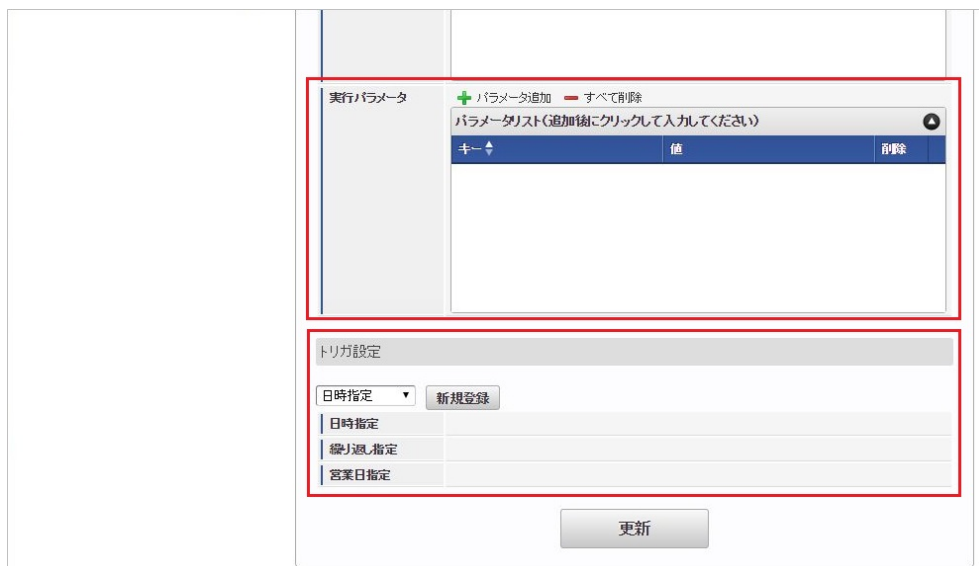 実行パラメータ
パラメータ追加 すべて削除
パラメータリスト(追加後にクリックして入力してください)
キー 値 削除
トリガ設定
日時指定 新規登録
日時指定
繰り返し指定
営業日指定
更新